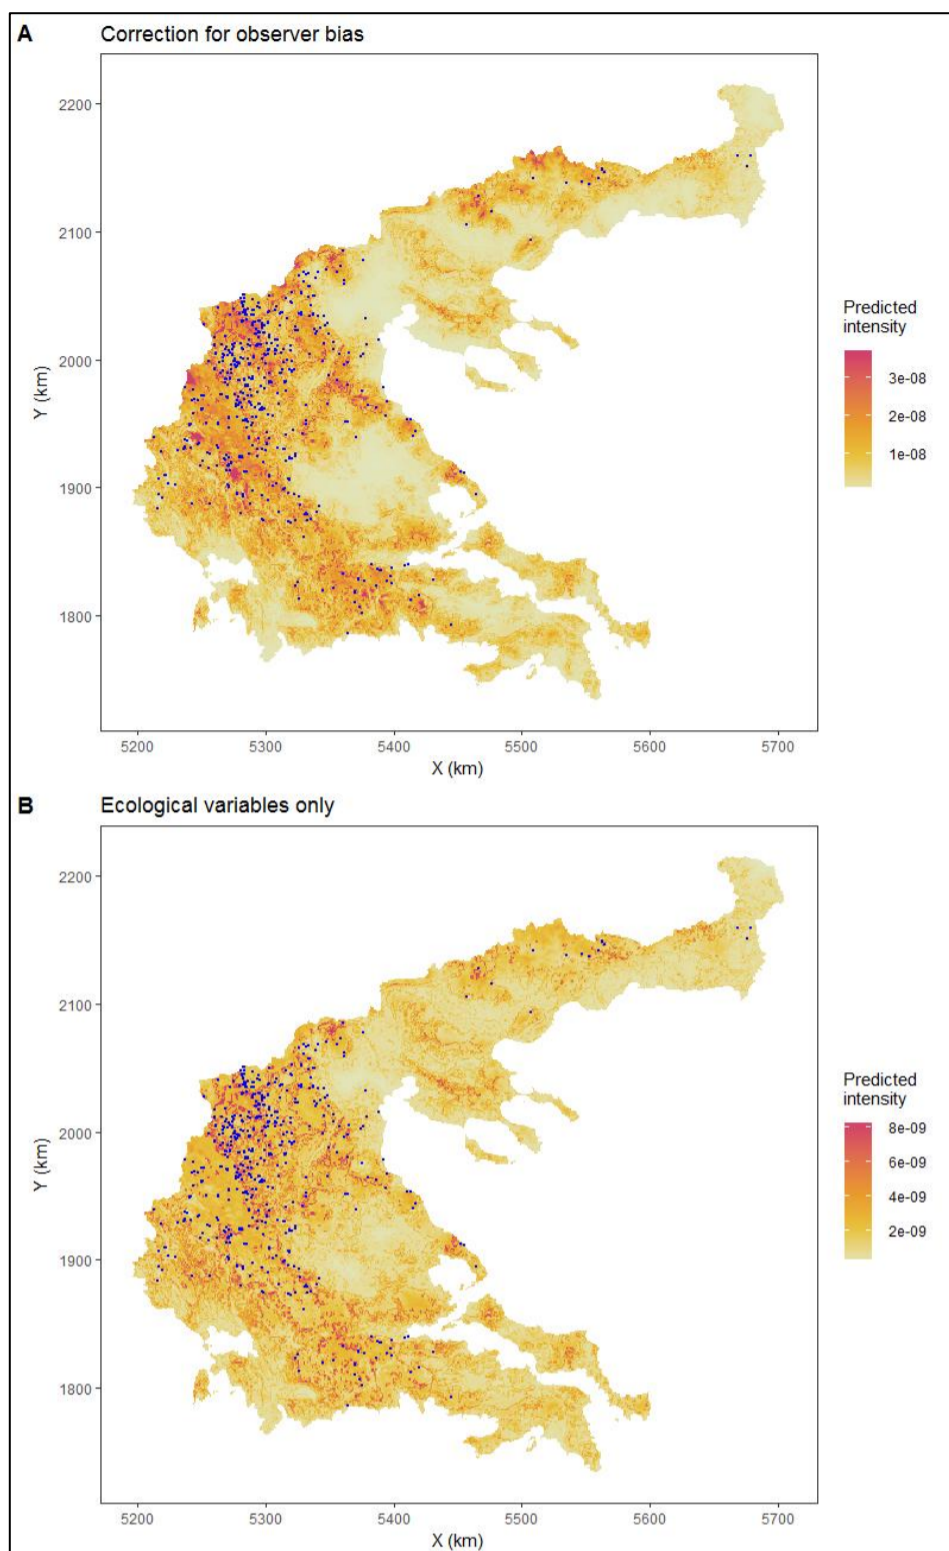 A Correction for observer bias
2200
2100
2000
1900
1800
Y (km)
5200 5300 5400 5500 5600 5700
X (km)
Predicted
intensity
3e-08
2e-08
1e-08
B Ecological variables only
2200
2100
2000
1900
1800
Y (km)
5200 5300 5400 5500 5600 5700
X (km)
Predicted
intensity
8e-09
6e-09
4e-09
2e-09